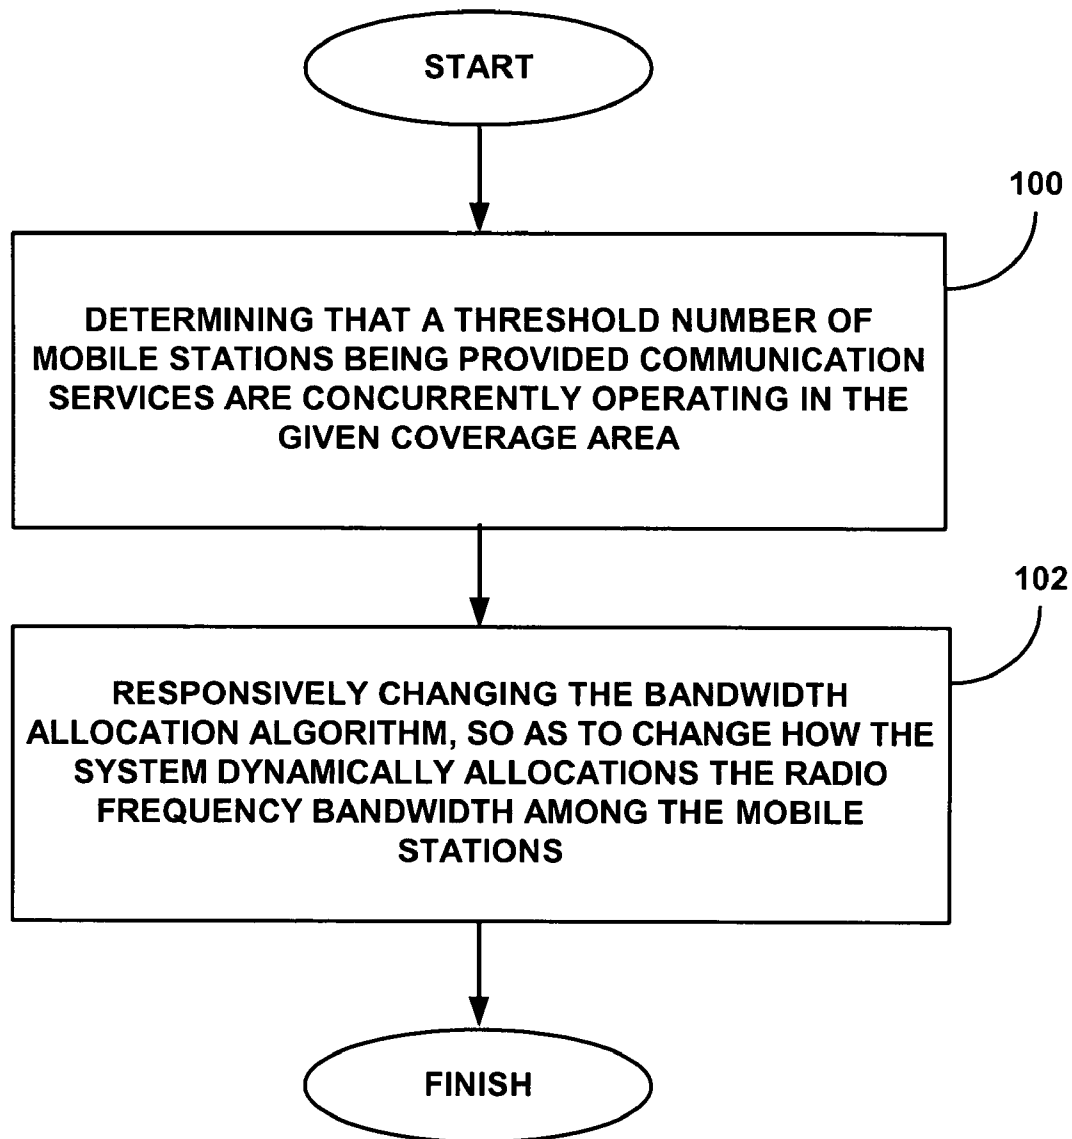 START
100
DETERMINING THAT A THRESHOLD NUMBER OF
MOBILE STATIONS BEING PROVIDED COMMUNICATION
SERVICES ARE CONCURRENTLY OPERATING IN THE
GIVEN COVERAGE AREA
102
RESPONSIVELY CHANGING THE BANDWIDTH
ALLOCATION ALGORITHM, SO AS TO CHANGE HOW THE
SYSTEM DYNAMICALLY ALLOCATIONS THE RADIO
FREQUENCY BANDWIDTH AMONG THE MOBILE
STATIONS
FINISH